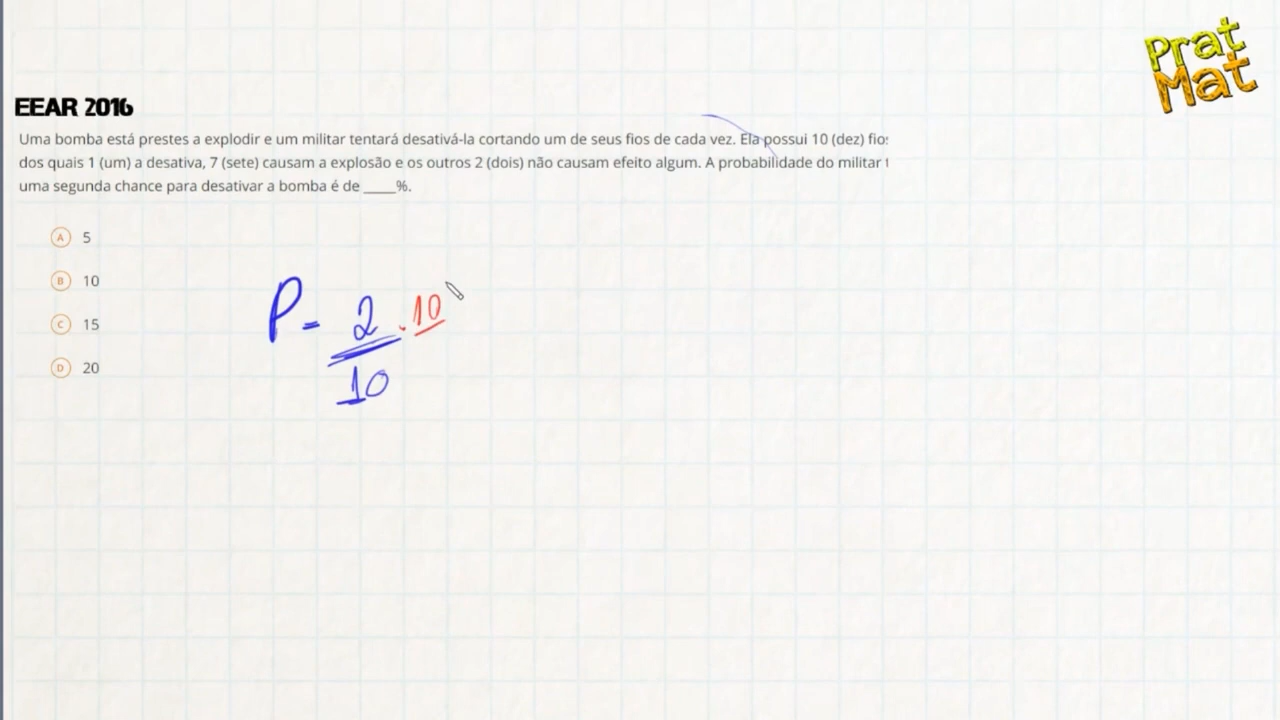 Prat
Mat
EEAR 2016
Uma bomba está prestes a explodir e um militar tentará desativá-la cortando um de seus fios de cada vez. Ela possui 10 (dez) fios
dos quais 1 (um) a desativa, 7 (sete) causam a explosão e os outros 2 (dois) não causam efeito algum. A probabilidade do militar
uma segunda chance para desativar a bomba é de ____%.
A 5
B 10
C 15
D 20
P = 2 . 10
10